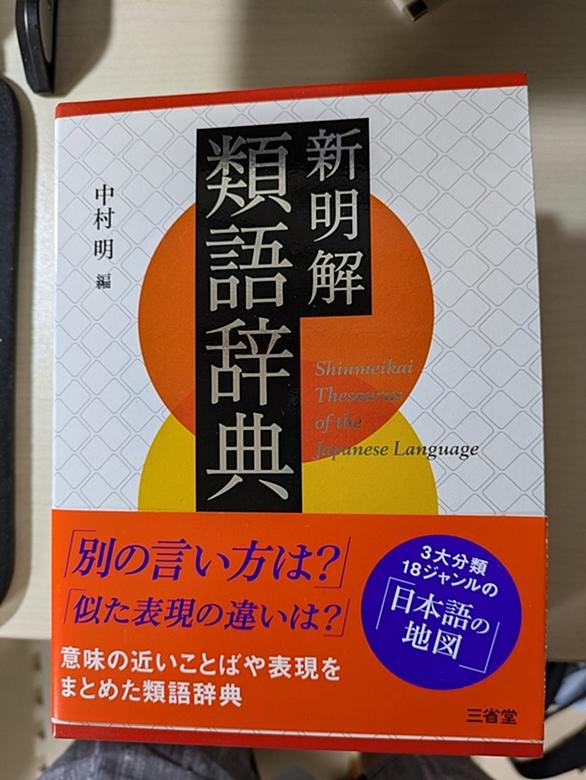 新明解
類語辞典
中村 明 編
Shinmeikai
Thesaurus
of the
Japanese Language
「別の言い方は?」
「似た表現の違いは?」
意味の近いことばや表現を
まとめた類語辞典
3大分類
18ジャンルの
「日本語の
地図」
三省堂